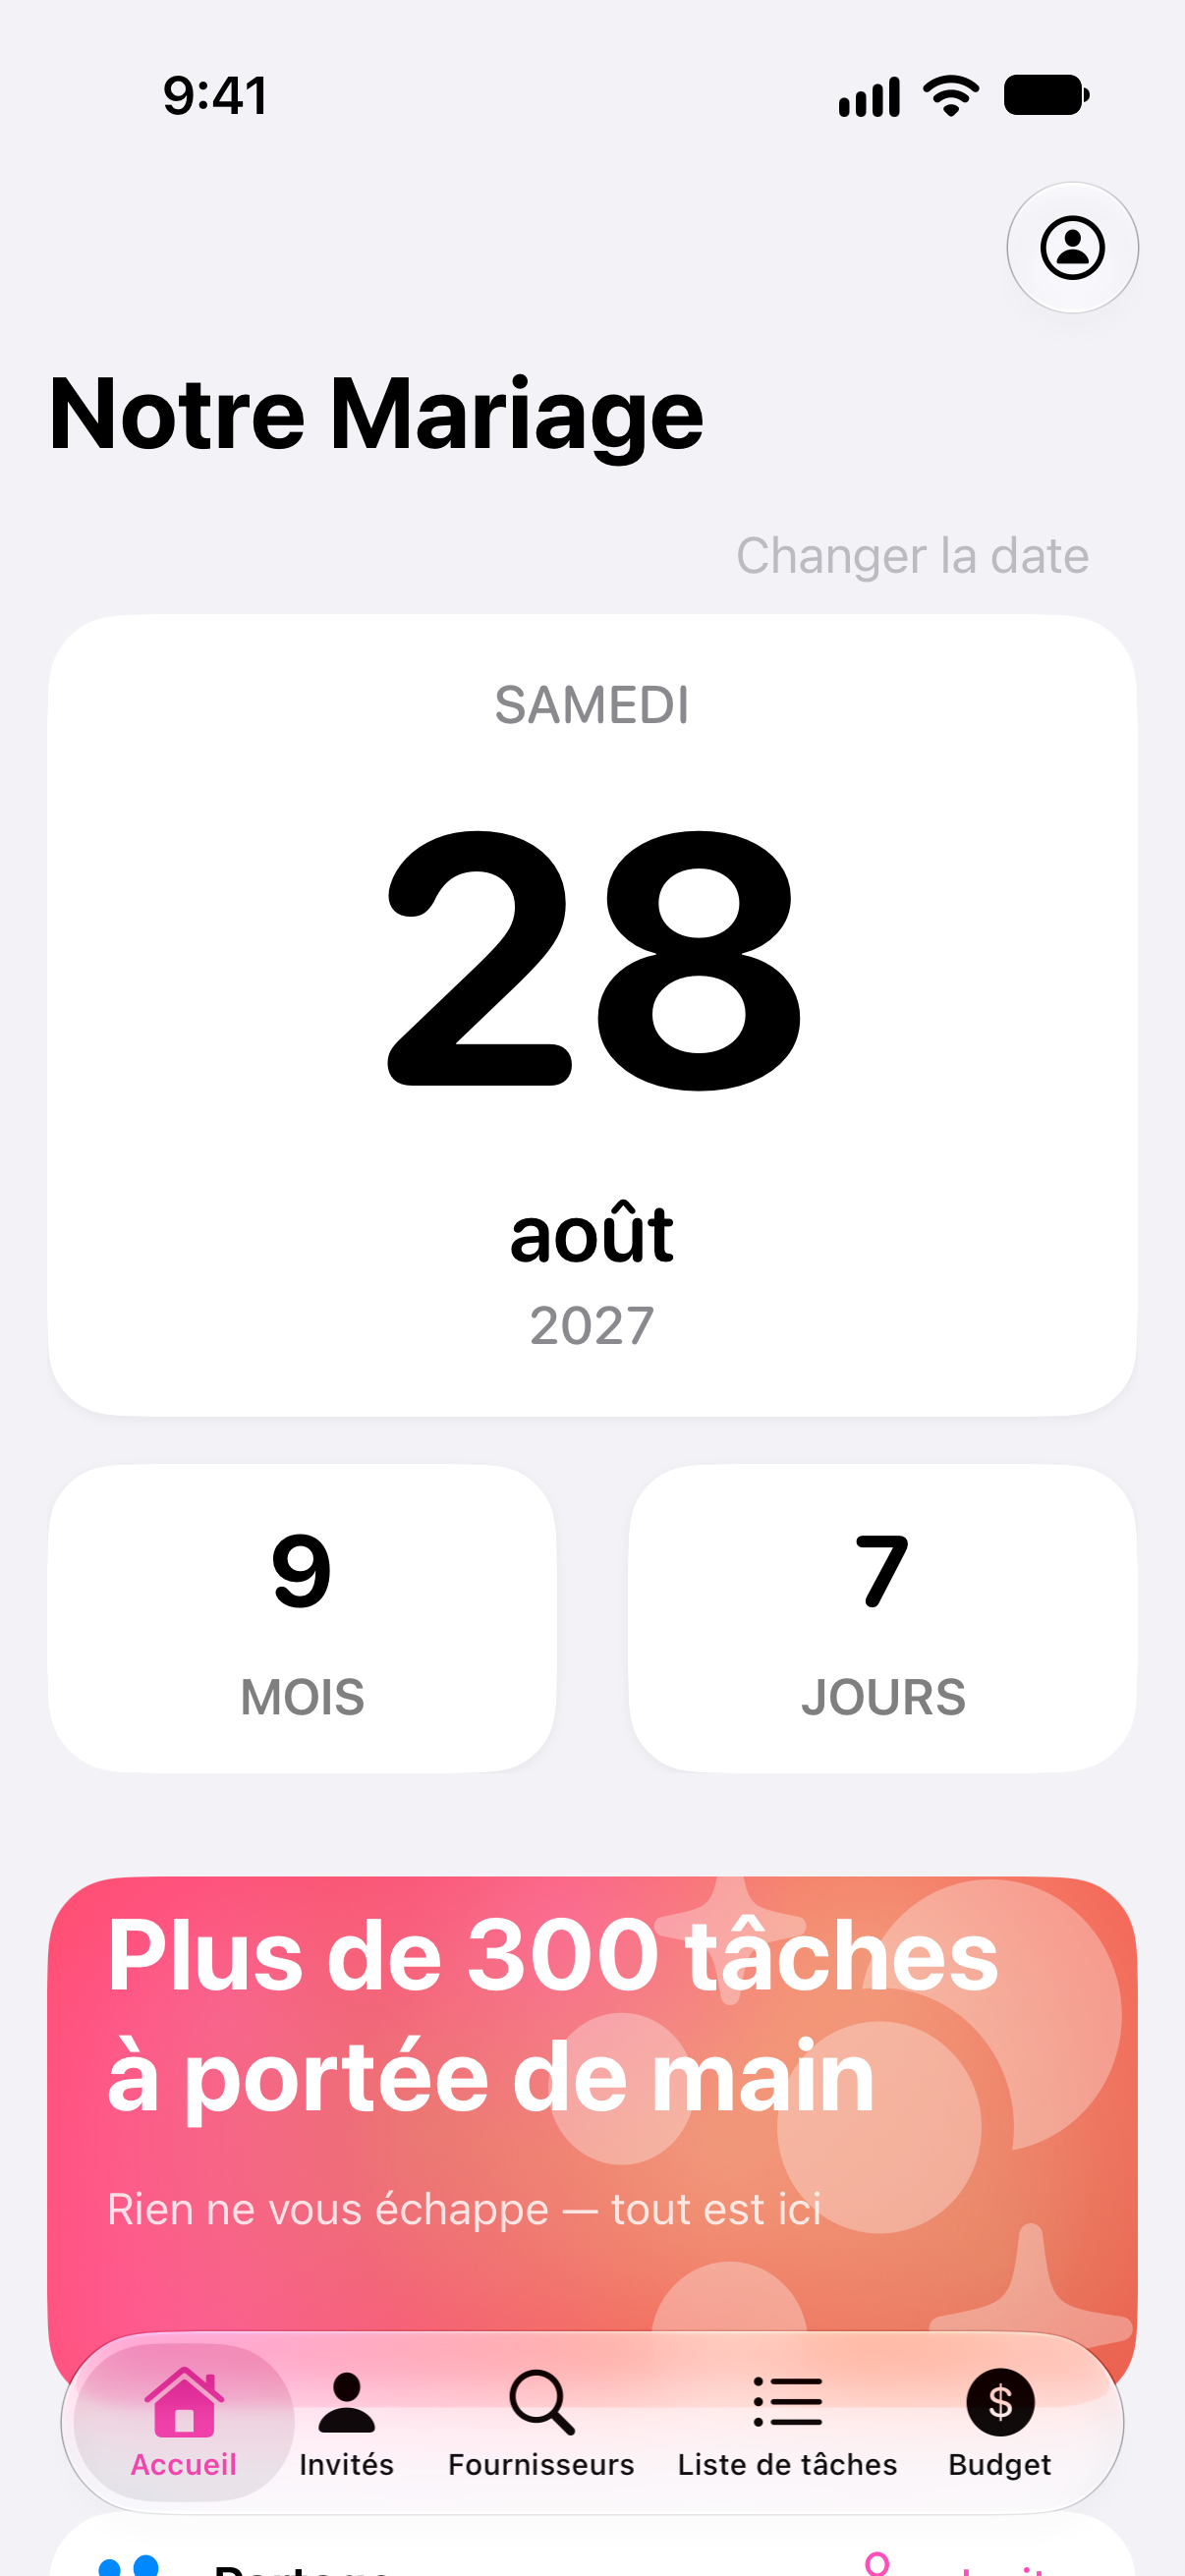 9:41
Notre Mariage
Changer la date
SAMEDI
28
août
2027
9
MOIS
7
JOURS
Plus de 300 tâches
à portée de main
Rien ne vous échappe — tout est ici
Accueil
Invités
Fournisseurs
Liste de tâches
$
Budget